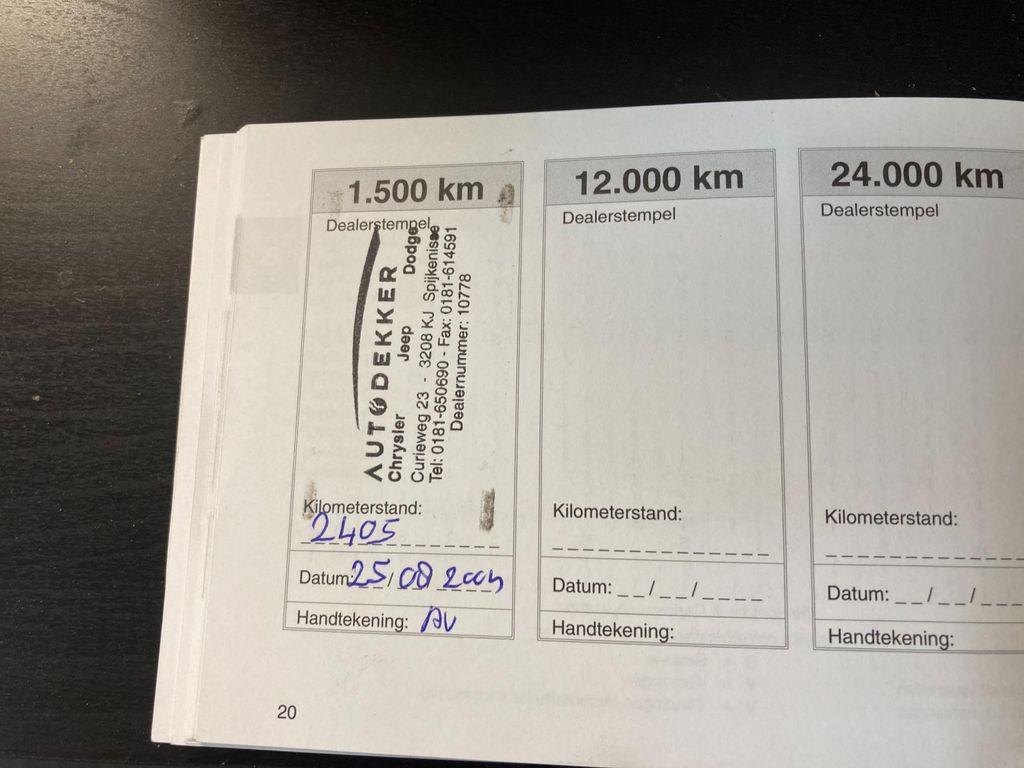 1.500 km
Dealerstempel
AUTODEKKER
Chrysler Jeep Dodge
Curieweg 23 - 3208 KJ Spijkenisse
Tel: 0181-650690 - Fax: 0181-614591
Dealernummer: 10778
Kilometerstand:
2405
Datum: 25/08 2004
Handtekening: AV
12.000 km
Dealerstempel
Kilometerstand:
Datum: __/__/____
Handtekening:
24.000 km
Dealerstempel
Kilometerstand:
Datum: __/__/___
Handtekening:
20